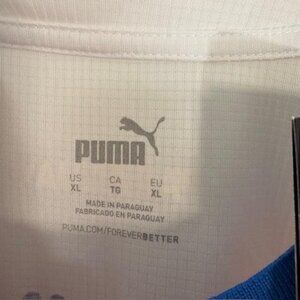 PUMA
US CA EU
XL TG XL
MADE IN PARAGUAY
FABRICADO EN PARAGUAY
PUMA.COM/FOREVERBETTER